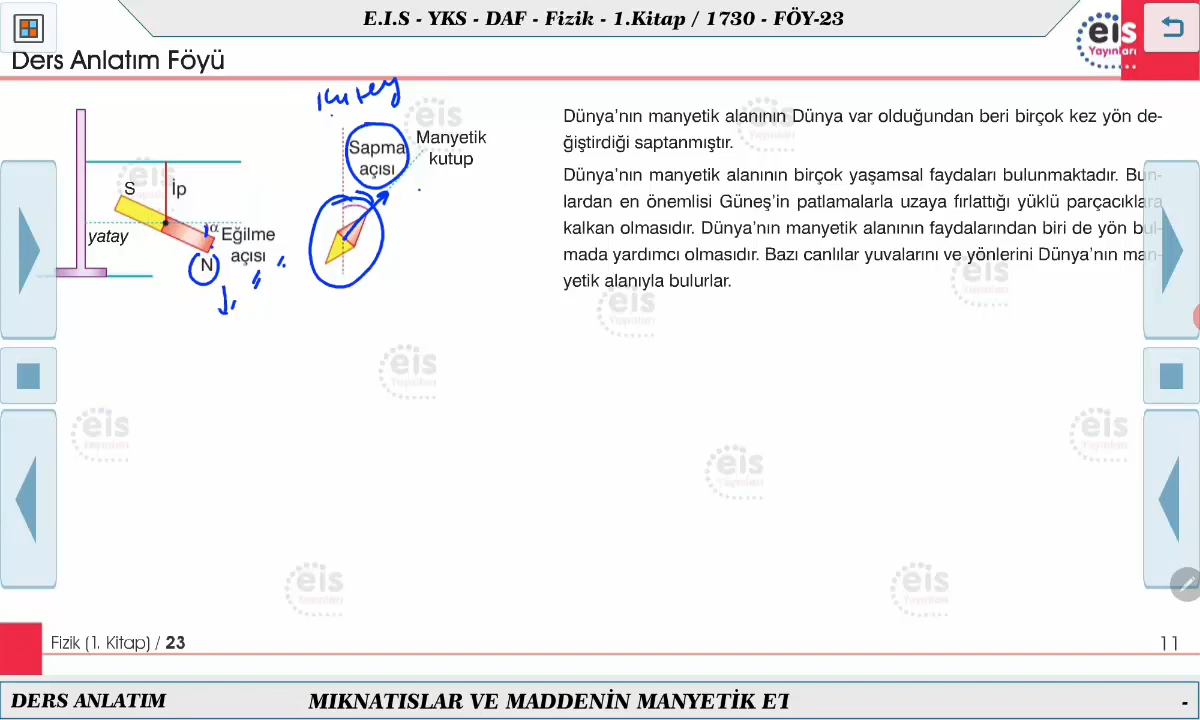 E.I.S - YKS - DAF - Fizik - 1.Kitap / 1730 - FÖY-23
eis
Yayınları
Ders Anlatım Föyü
Kuzey
Sapma
açısı
Manyetik
kutup
S
İp
yatay
α
Eğilme
açısı
N
Dünya’nın manyetik alanının Dünya var olduğundan beri birçok kez yön de-
ğiştirdiği saptanmıştır.
Dünya’nın manyetik alanının birçok yaşamsal faydaları bulunmaktadır. Bun-
lardan en önemlisi Güneş’in patlamalarla uzaya fırlattığı yüklü parçacıklara
kalkan olmasıdır. Dünya’nın manyetik alanının faydalarından biri de yön bul-
mada yardımcı olmasıdır. Bazı canlılar yuvalarını ve yönlerini Dünya’nın man-
yetik alanıyla bulurlar.
Fizik (1. Kitap) / 23
11
DERS ANLATIM
MIKNATISLAR VE MADDENİN MANYETİK ET
-